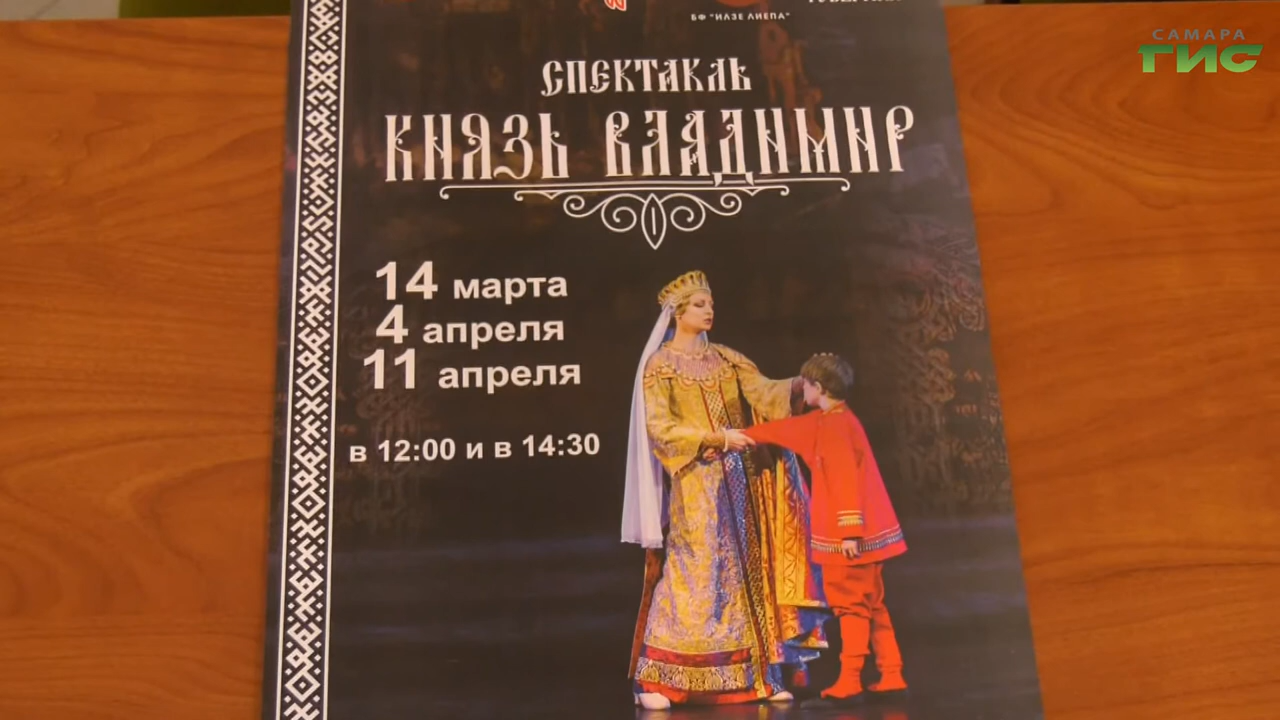 БФ "ИЛЗЕ ЛИЕПА"
САМАРА
ГИС
СПЕКТАКЛЬ
КНЯЗЬ ВЛАДИМИР
14 марта
4 апреля
11 апреля
в 12:00 и в 14:30